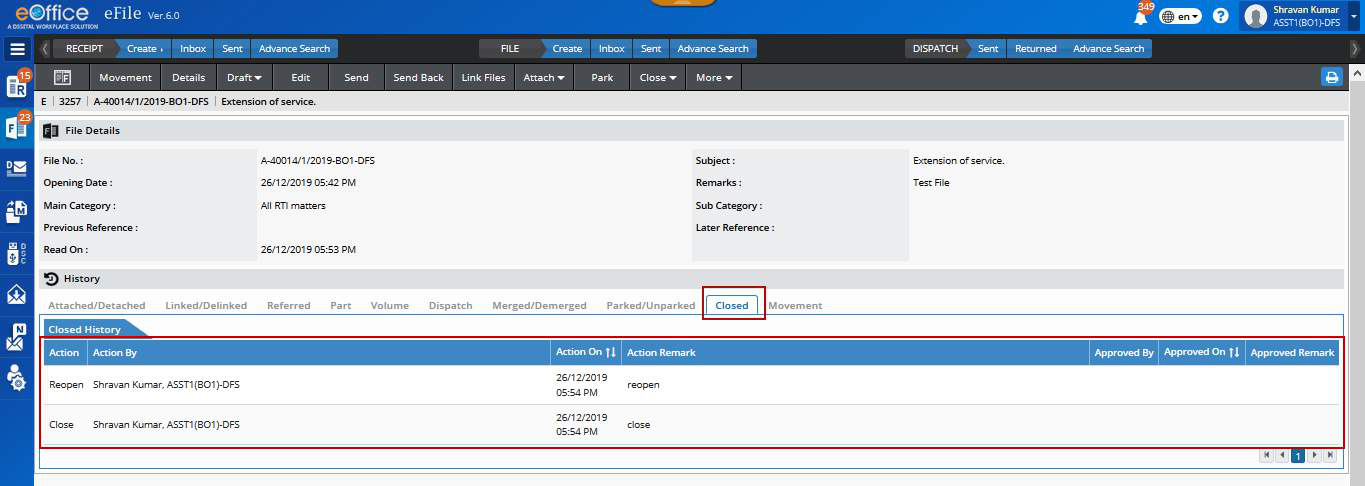 eOffice eFile Ver.6.0 349 en Shravan Kumar
A DIGITAL WORKPLACE SOLUTION ASST1(BO1)-DFS
RECEIPT Create Inbox Sent Advance Search FILE Create Inbox Sent Advance Search DISPATCH Sent Returned Advance Search
15 R
F Movement Details Draft Edit Send Send Back Link Files Attach Park Close More
E 3257 A-40014/1/2019-BO1-DFS Extension of service.
23 F
File Details
File No. : A-40014/1/2019-BO1-DFS Subject : Extension of service.
D
Opening Date : 26/12/2019 05:42 PM Remarks : Test File
Main Category : All RTI matters Sub Category :
M
Previous Reference : Later Reference :
Read On : 26/12/2019 05:53 PM
DSC
History
Attached/Detached Linked/Delinked Referred Part Volume Dispatch Merged/Demerged Parked/Unparked Closed Movement
N
Closed History
Action Action By Action On Action Remark Approved By Approved On Approved Remark
Reopen Shravan Kumar, ASST1(BO1)-DFS 26/12/2019 05:54 PM reopen
Close Shravan Kumar, ASST1(BO1)-DFS 26/12/2019 05:54 PM close
1